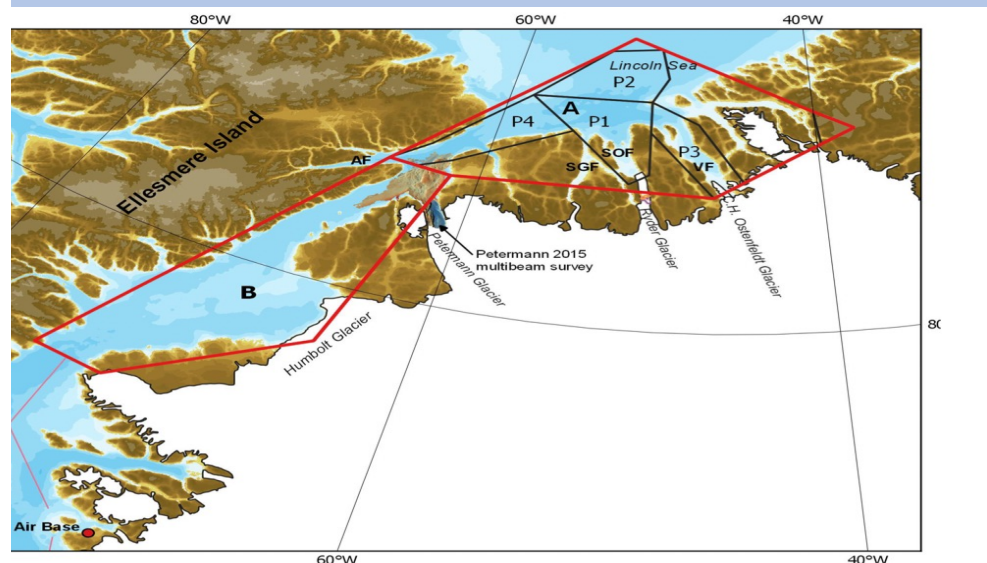 80°W
60°W
40°W
Lincoln Sea
P2
A
P4
P1
SOF
P3
AF
SGF
VF
Ellesmere Island
Ryder Glacier
C.H. Ostenfeldt Glacier
Petermann Glacier
Petermann 2015
multibeam survey
B
80
Humbolt Glacier
Air Base
60°W
40°W